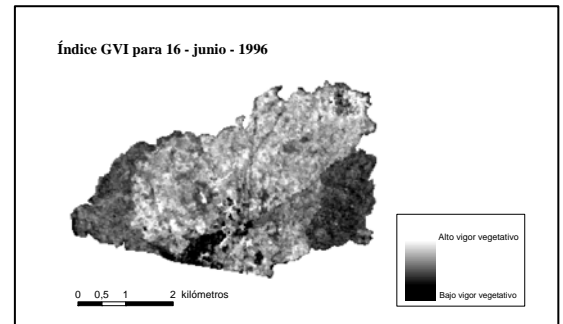 Índice GVI para 16 - junio - 1996
Alto vigor vegetativo
Bajo vigor vegetativo
0 0,5 1 2 kilómetros